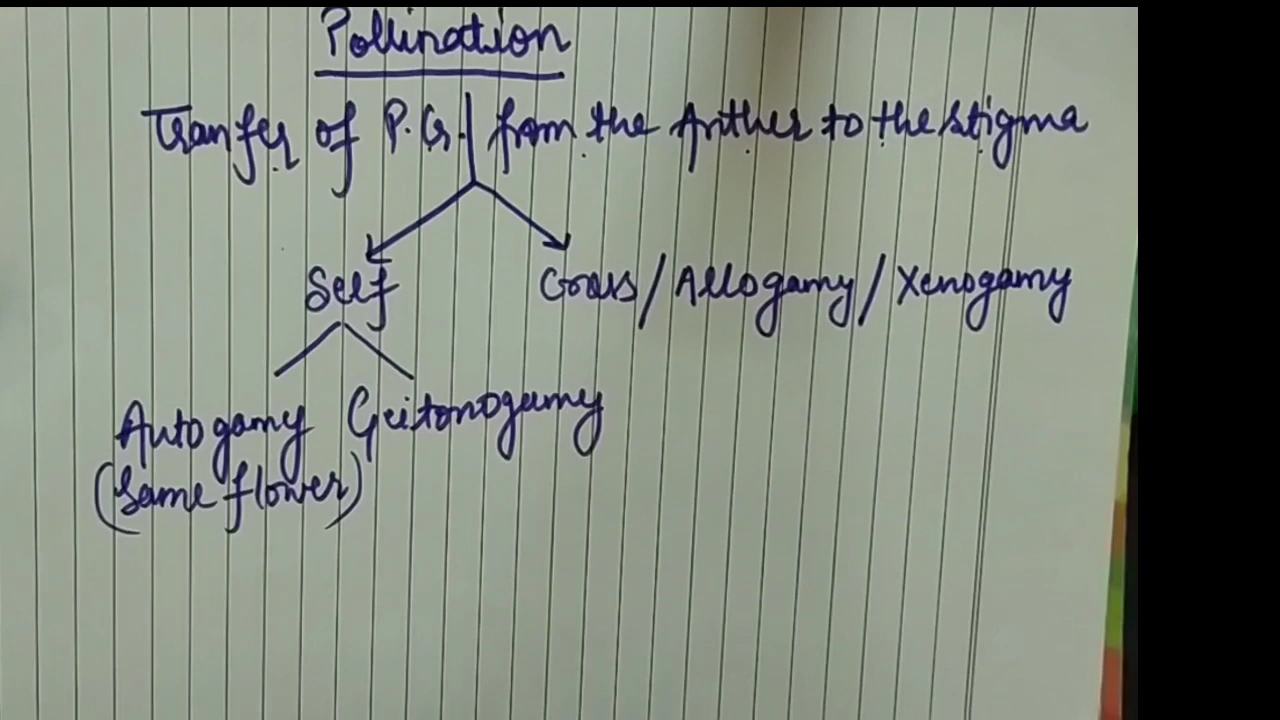 Pollination
Tranfer of P.G. from the Anther to the stigma
Self
Cross/Allogamy/Xenogamy
Autogamy Geitonogamy
(Same flower)